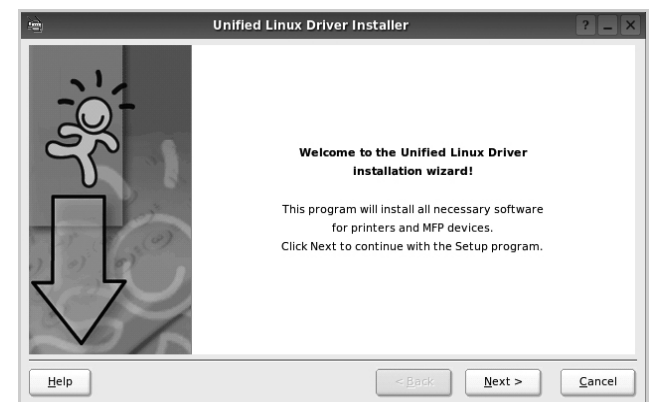 Unified Linux Driver Installer
? _ X
Welcome to the Unified Linux Driver
installation wizard!
This program will install all necessary software
for printers and MFP devices.
Click Next to continue with the Setup program.
Help
< Back
Next >
Cancel